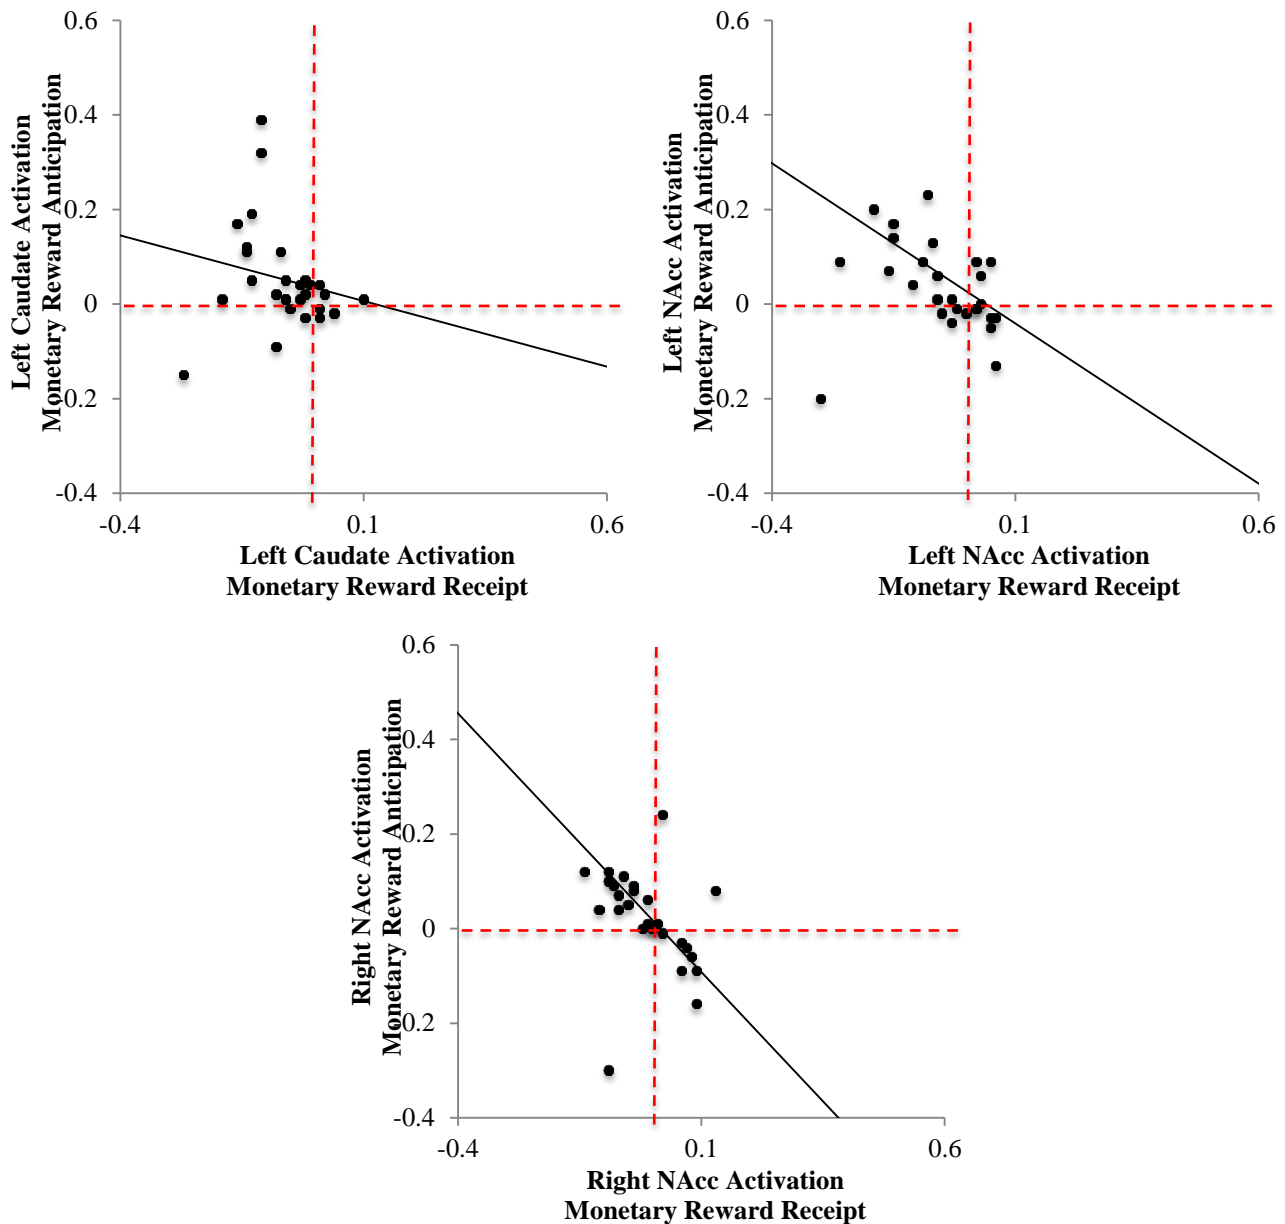 0.6
0.4
0.2
0
-0.2
-0.4
-0.4
0.1
0.6
Left Caudate Activation
Monetary Reward Anticipation
Left Caudate Activation
Monetary Reward Receipt
0.6
0.4
0.2
0
-0.2
-0.4
-0.4
0.1
0.6
Left NAcc Activation
Monetary Reward Anticipation
Left NAcc Activation
Monetary Reward Receipt
0.6
0.4
0.2
0
-0.2
-0.4
-0.4
0.1
0.6
Right NAcc Activation
Monetary Reward Anticipation
Right NAcc Activation
Monetary Reward Receipt